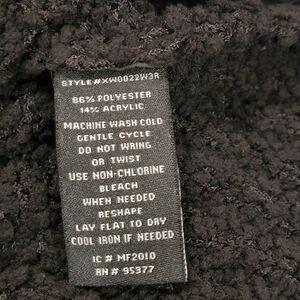 STYLE#XW0022W3R
86% POLYESTER
14% ACRYLIC
MACHINE WASH COLD
GENTLE CYCLE
DO NOT WRING
OR TWIST
USE NON-CHLORINE
BLEACH
WHEN NEEDED
RESHAPE
LAY FLAT TO DRY
COOL IRON IF NEEDED
IC # MF2010
RN # 95377